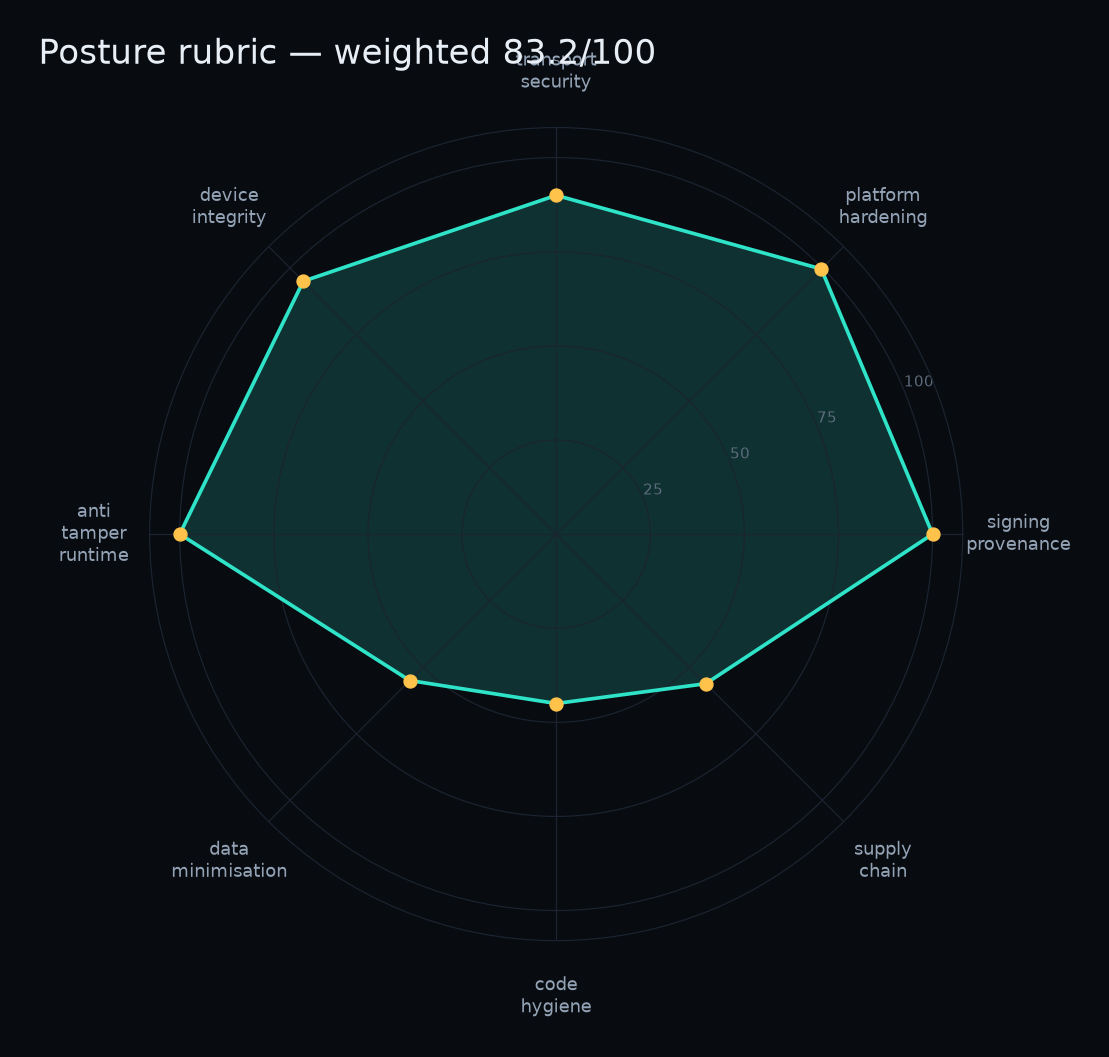 Posture rubric — weighted 83.2/100
transport
security
device
integrity
platform
hardening
100
75
50
25
anti
tamper
runtime
signing
provenance
data
minimisation
supply
chain
code
hygiene